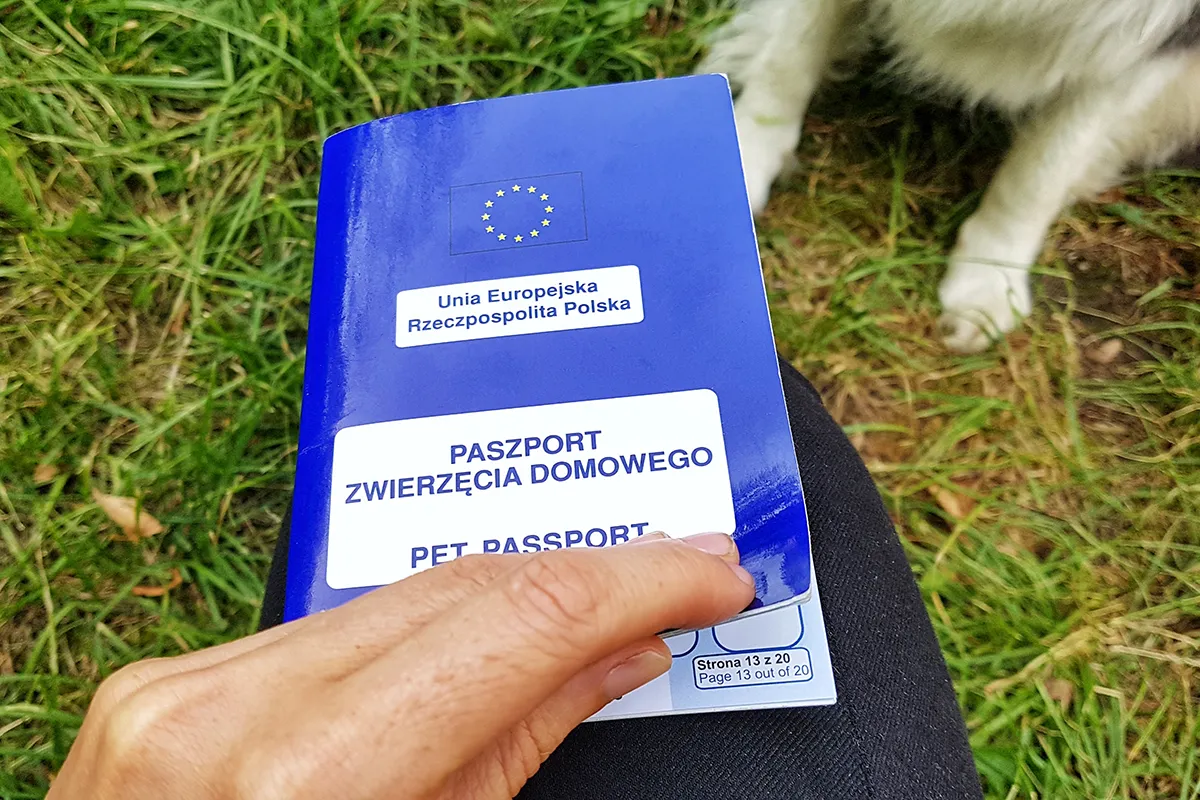 Unia Europejska
Rzeczpospolita Polska
PASZPORT
ZWIERZĘCIA DOMOWEGO
PET PASSPORT
Strona 13 z 20
Page 13 out of 20